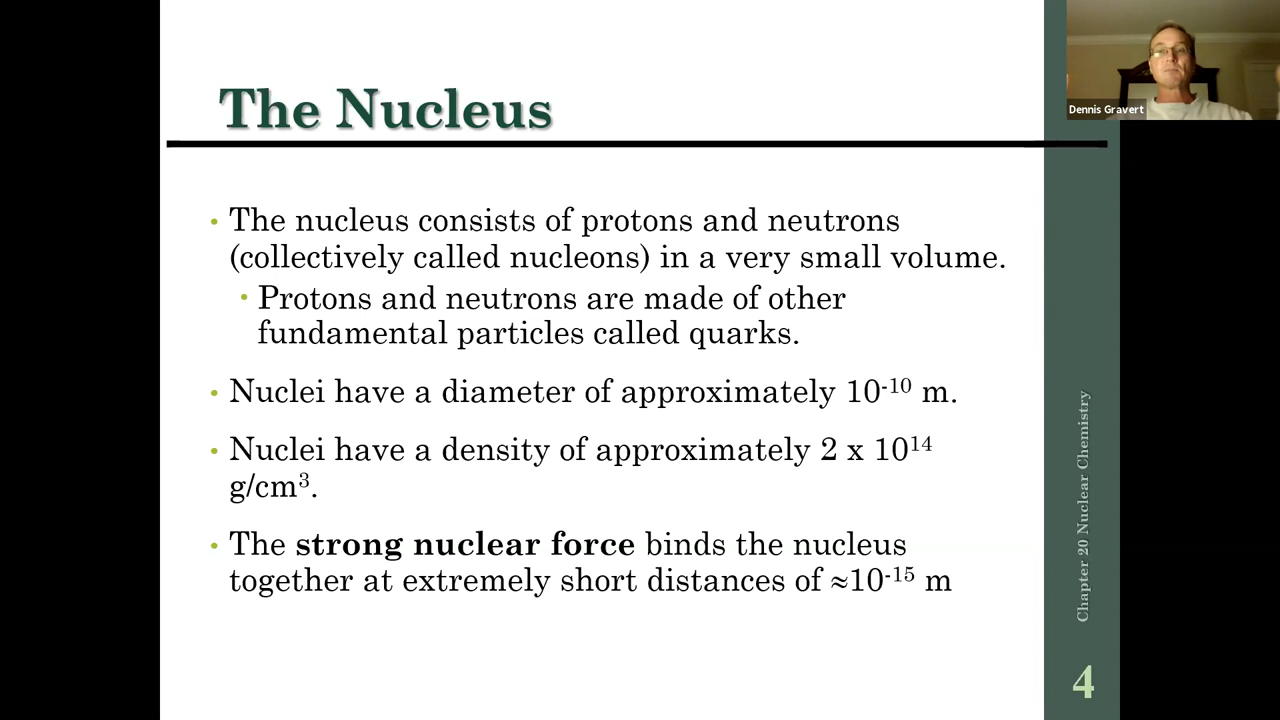 The Nucleus
Dennis Gravert
• The nucleus consists of protons and neutrons
(collectively called nucleons) in a very small volume.
• Protons and neutrons are made of other
fundamental particles called quarks.
• Nuclei have a diameter of approximately 10⁻¹⁰ m.
• Nuclei have a density of approximately 2 x 10¹⁴
g/cm³.
• The strong nuclear force binds the nucleus
together at extremely short distances of ≈10⁻¹⁵ m
Chapter 20 Nuclear Chemistry
4